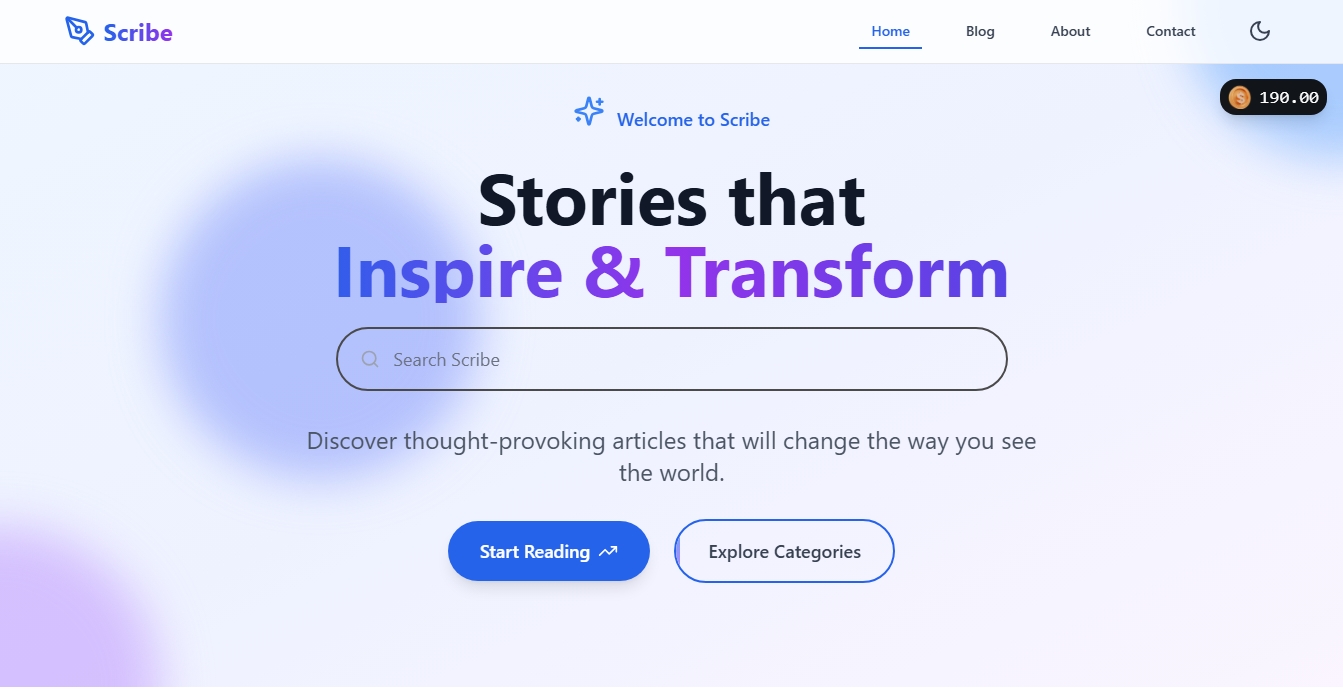 Scribe
Home Blog About Contact
190.00
Welcome to Scribe
Stories that
Inspire & Transform
Search Scribe
Discover thought-provoking articles that will change the way you see
the world.
Start Reading
Explore Categories